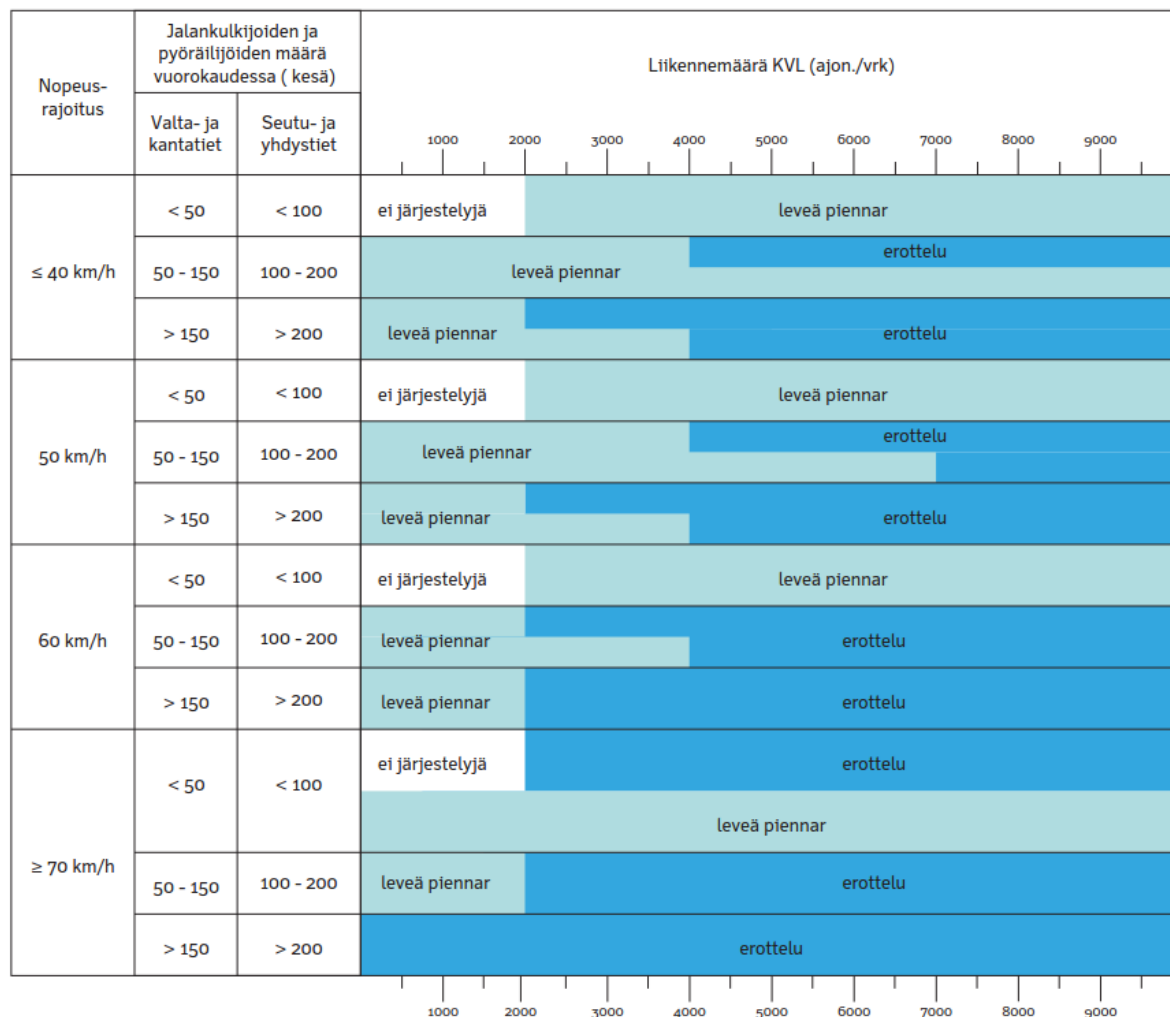 Nopeus-
rajoitus
Jalankulkijoiden ja
pyöräilijöiden määrä
vuorokaudessa ( kesä)
Valta- ja
kantatiet
Seutu- ja
yhdystiet
Liikennemäärä KVL (ajon./vrk)
1000 2000 3000 4000 5000 6000 7000 8000 9000
≤ 40 km/h
< 50 < 100 ei järjestelyjä leveä piennar
50 - 150 100 - 200 leveä piennar erottelu
> 150 > 200 leveä piennar erottelu
50 km/h
< 50 < 100 ei järjestelyjä leveä piennar
50 - 150 100 - 200 leveä piennar erottelu
> 150 > 200 leveä piennar erottelu
60 km/h
< 50 < 100 ei järjestelyjä leveä piennar
50 - 150 100 - 200 leveä piennar erottelu
> 150 > 200 leveä piennar erottelu
≥ 70 km/h
< 50 < 100 ei järjestelyjä erottelu
leveä piennar
50 - 150 100 - 200 leveä piennar erottelu
> 150 > 200 erottelu
1000 2000 3000 4000 5000 6000 7000 8000 9000